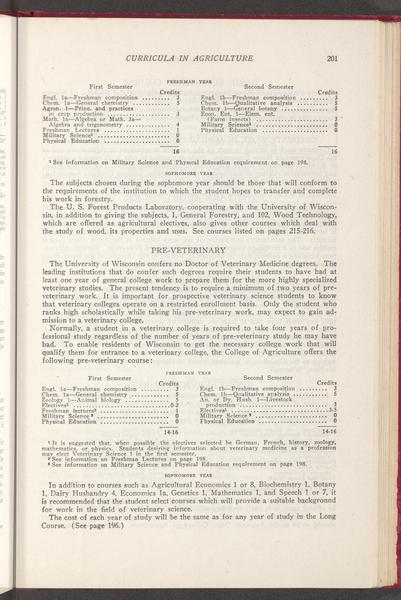 CURRICULA IN AGRICULTURE 201
FRESHMAN YEAR
First Semester
Credits
Engl. 1a—Freshman composition .......... 3
Chem. 1a—General chemistry .......... 5
Agron. 1—Prine. and practices
in crop production .......... 3
Math. 1a—Algebra or Math. 3a—
Algebra and trigonometry .......... 4
Freshman Lectures .......... 1
Military Science¹ .......... 0
Physical Education .......... 0
16
Second Semester
Credits
Engl. 1b—Freshman composition .......... 3
Chem. 1b—Qualitative analysis .......... 5
Botany 1—General botany .......... 5
Econ. Ent. 1—Elem. ent.
(Farm insects) .......... 3
Military Science¹ .......... 0
Physical Education .......... 0
16
¹ See information on Military Science and Physical Education requirement on page 198.
SOPHOMORE YEAR
The subjects chosen during the sophomore year should be those that will conform to
the requirements of the institution to which the student hopes to transfer and complete
his work in forestry.
The U. S. Forest Products Laboratory, cooperating with the University of Wiscon-
sin, in addition to giving the subjects, 1, General Forestry, and 102, Wood Technology,
which are offered as agricultural electives, also gives other courses which deal with
the study of wood, its properties and uses. See courses listed on pages 215-216.
PRE-VETERINARY
The University of Wisconsin confers no Doctor of Veterinary Medicine degrees. The
leading institutions that do confer such degrees require their students to have had at
least one year of general college work to prepare them for the more highly specialized
veterinary studies. The present tendency is to require a minimum of two years of pre-
veterinary work. It is important for prospective veterinary science students to know
that veterinary colleges operate on a restricted enrollment basis. Only the student who
ranks high scholastically while taking his pre-veterinary work, may expect to gain ad-
mission to a veterinary college.
Normally, a student in a veterinary college is required to take four years of pro-
fessional study regardless of the number of years of pre-veterinary study he may have
had. To enable residents of Wisconsin to get the necessary college work that will
qualify them for entrance to a veterinary college, the College of Agriculture offers the
following pre-veterinary course:
FRESHMAN YEAR
First Semester
Credits
Engl. 1a—Freshman composition .......... 3
Chem. 1a—General chemistry .......... 5
Zoology 1—Animal biology .......... 5
Electives¹ .......... 0-2
Freshman lectures² .......... 1
Military Science³ .......... 0
Physical Education .......... 0
14-16
Second Semester
Credits
Engl. 1b—Freshman composition .......... 3
Chem. 1b—Qualitative analysis .......... 5
An. or Dy. Husb. 1—Livestock
production .......... 3
Electives¹ .......... 3-5
Military Science³ .......... 0
Physical Education .......... 0
14-16
¹ It is suggested that, when possible the electives selected be German, French, history, zoology,
mathematics, or physics. Students desiring information about veterinary medicine as a profession
may elect Veterinary Science 1 in the first semester.
² See information on Freshman Lectures on page 198.
³ See information on Military Science and Physical Education requirement on page 198.
SOPHOMORE YEAR
In addition to courses such as Agricultural Economics 1 or 8, Biochemistry 1, Botany
1, Dairy Husbandry 4, Economics 1a, Genetics 1, Mathematics 1, and Speech 1 or 7, it
is recommended that the student select courses which will provide a suitable background
for work in the field of veterinary science.
The cost of each year of study will be the same as for any year of study in the Long
Course. (See page 196.)